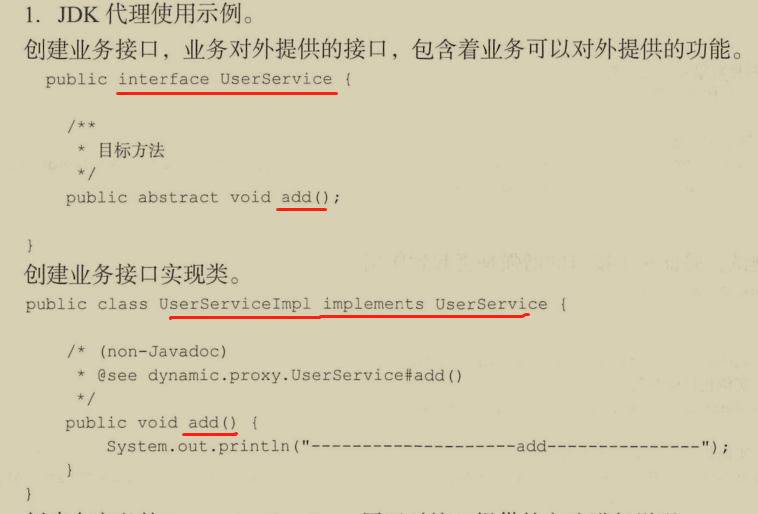 1. JDK 代理使用示例。
创建业务接口，业务对外提供的接口，包含着业务可以对外提供的功能。
public interface UserService {
/**
* 目标方法
*/
public abstract void add();
}
创建业务接口实现类。
public class UserServiceImpl implements UserService {
/* (non-Javadoc)
* @see dynamic.proxy.UserService#add()
*/
public void add() {
System.out.println("--------------------add---------------");
}
}